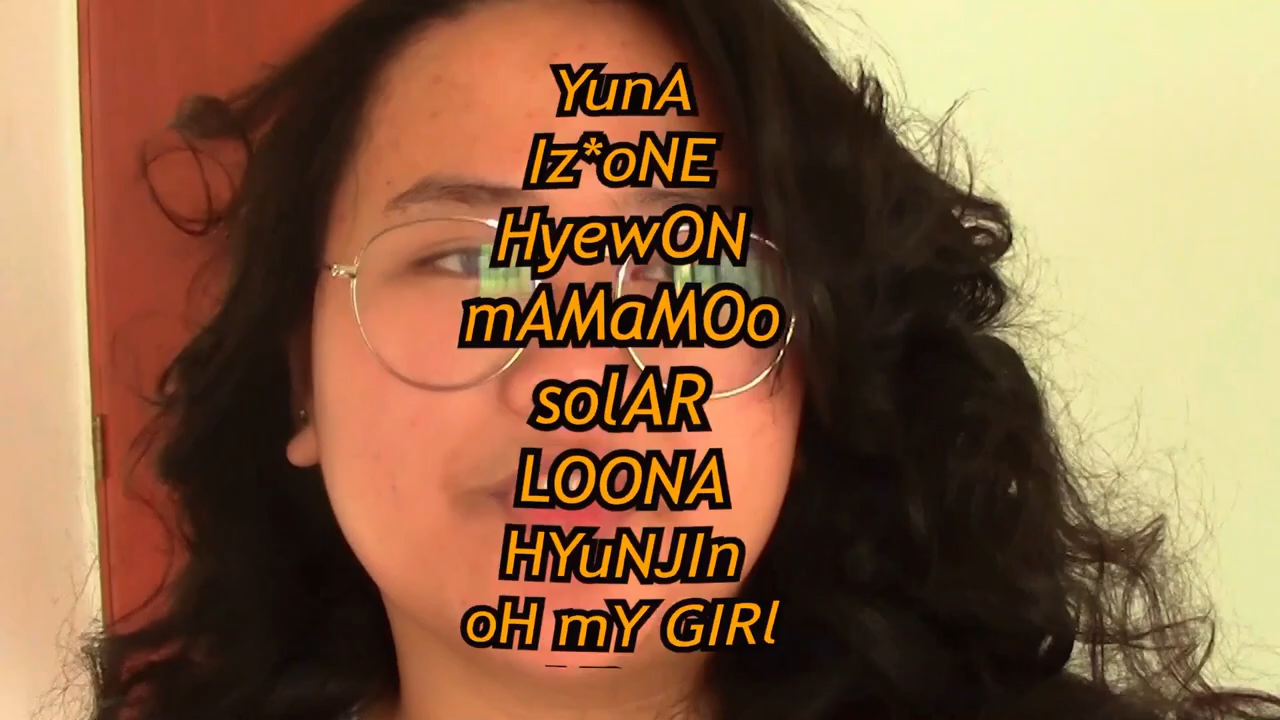 YunA
Iz*oNE
HyewON
mAMaMOo
solAR
LOONA
HYuNJIn
oH mY GIRl